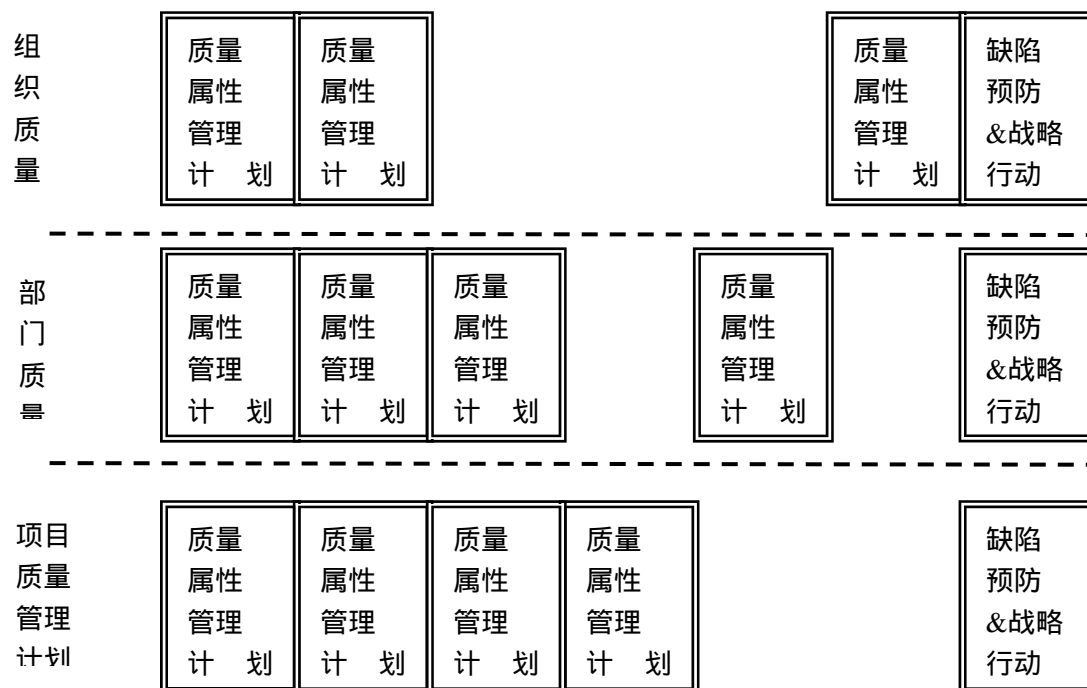 组
织
质
量
质量
属性
管理
计 划
质量
属性
管理
计 划
质量
属性
管理
计 划
缺陷
预防
&战略
行动
部
门
质
量
质量
属性
管理
计 划
质量
属性
管理
计 划
质量
属性
管理
计 划
质量
属性
管理
计 划
缺陷
预防
&战略
行动
项目
质量
管理
计划
质量
属性
管理
计 划
质量
属性
管理
计 划
质量
属性
管理
计 划
质量
属性
管理
计 划
缺陷
预防
&战略
行动